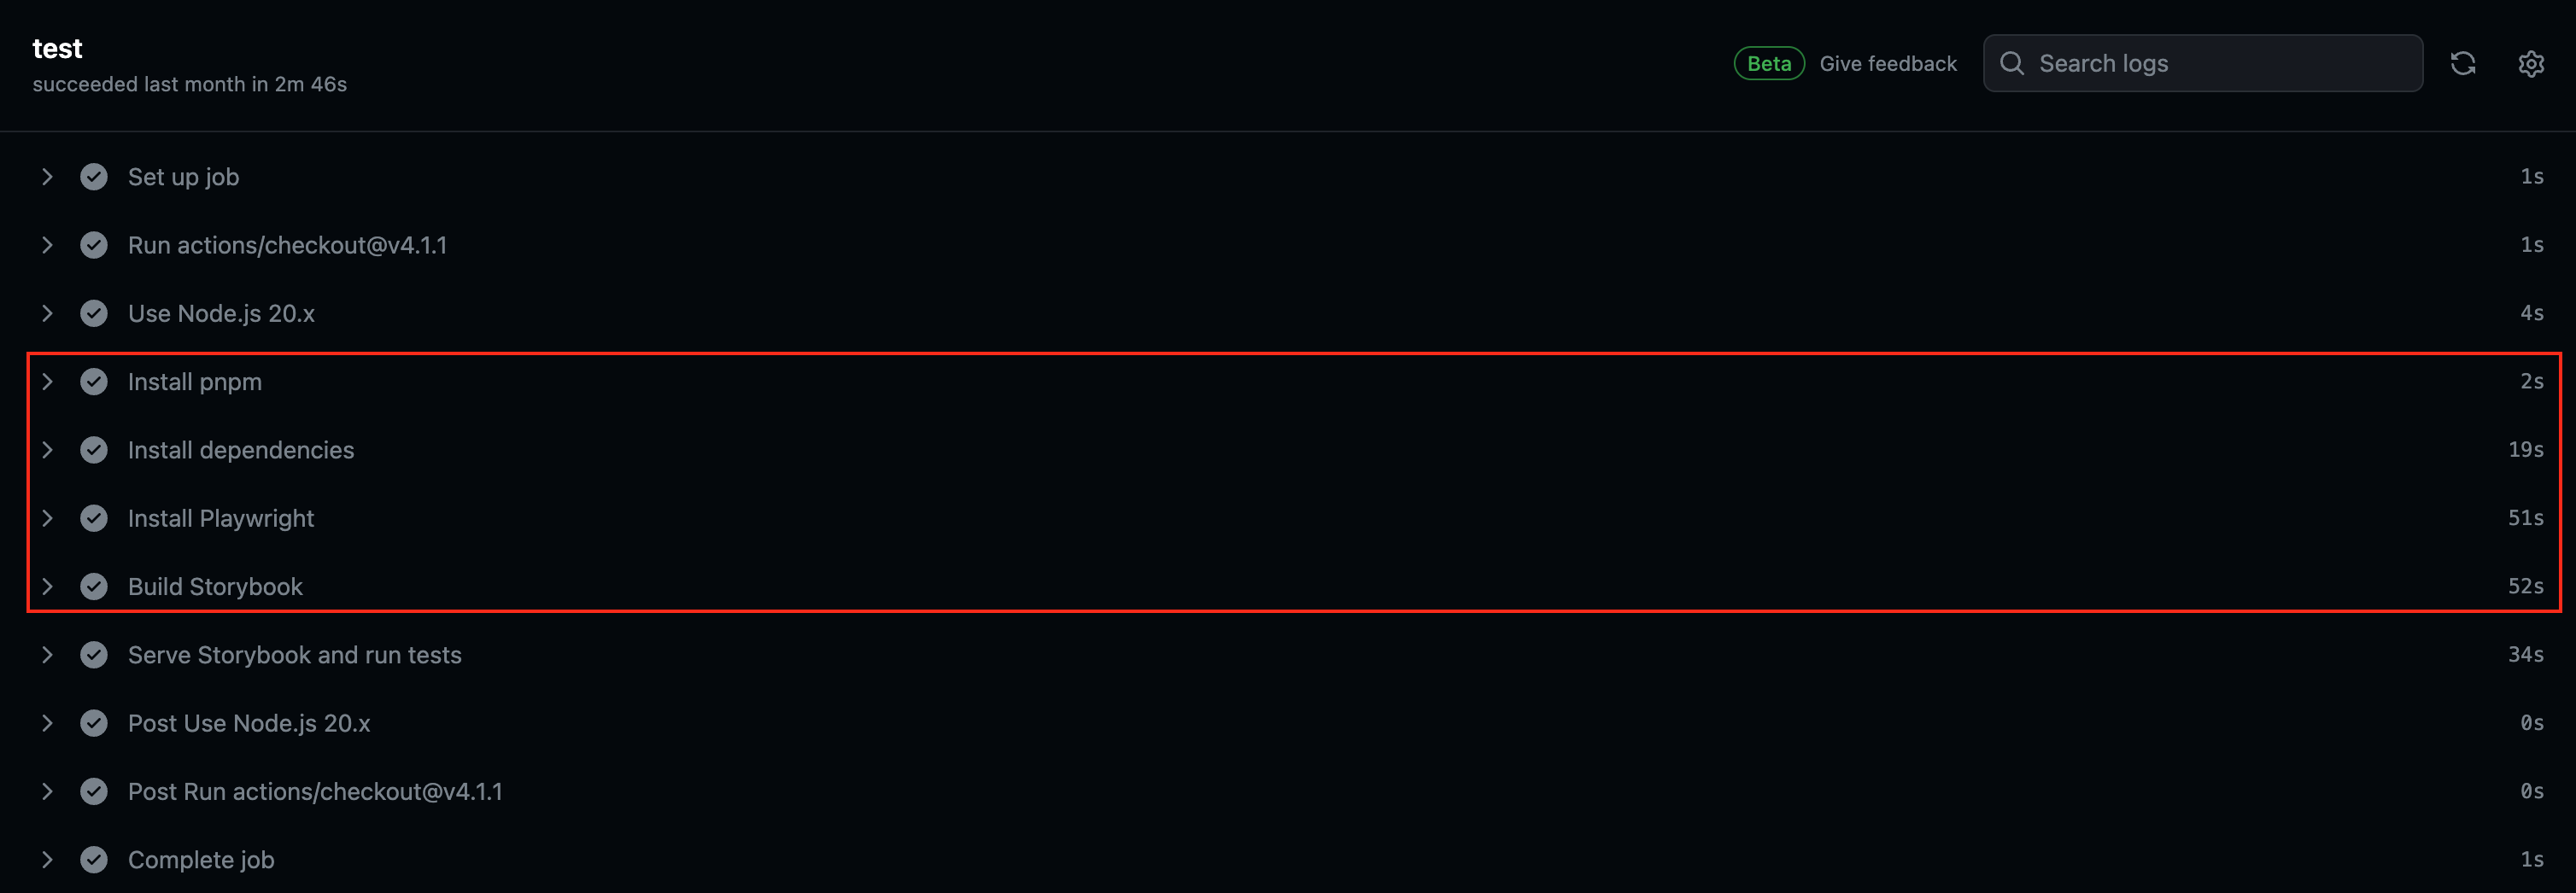 test
succeeded last month in 2m 46s
Beta Give feedback Search logs
Set up job 1s
Run actions/checkout@v4.1.1 1s
Use Node.js 20.x 4s
Install pnpm 2s
Install dependencies 19s
Install Playwright 51s
Build Storybook 52s
Serve Storybook and run tests 34s
Post Use Node.js 20.x 0s
Post Run actions/checkout@v4.1.1 0s
Complete job 1s